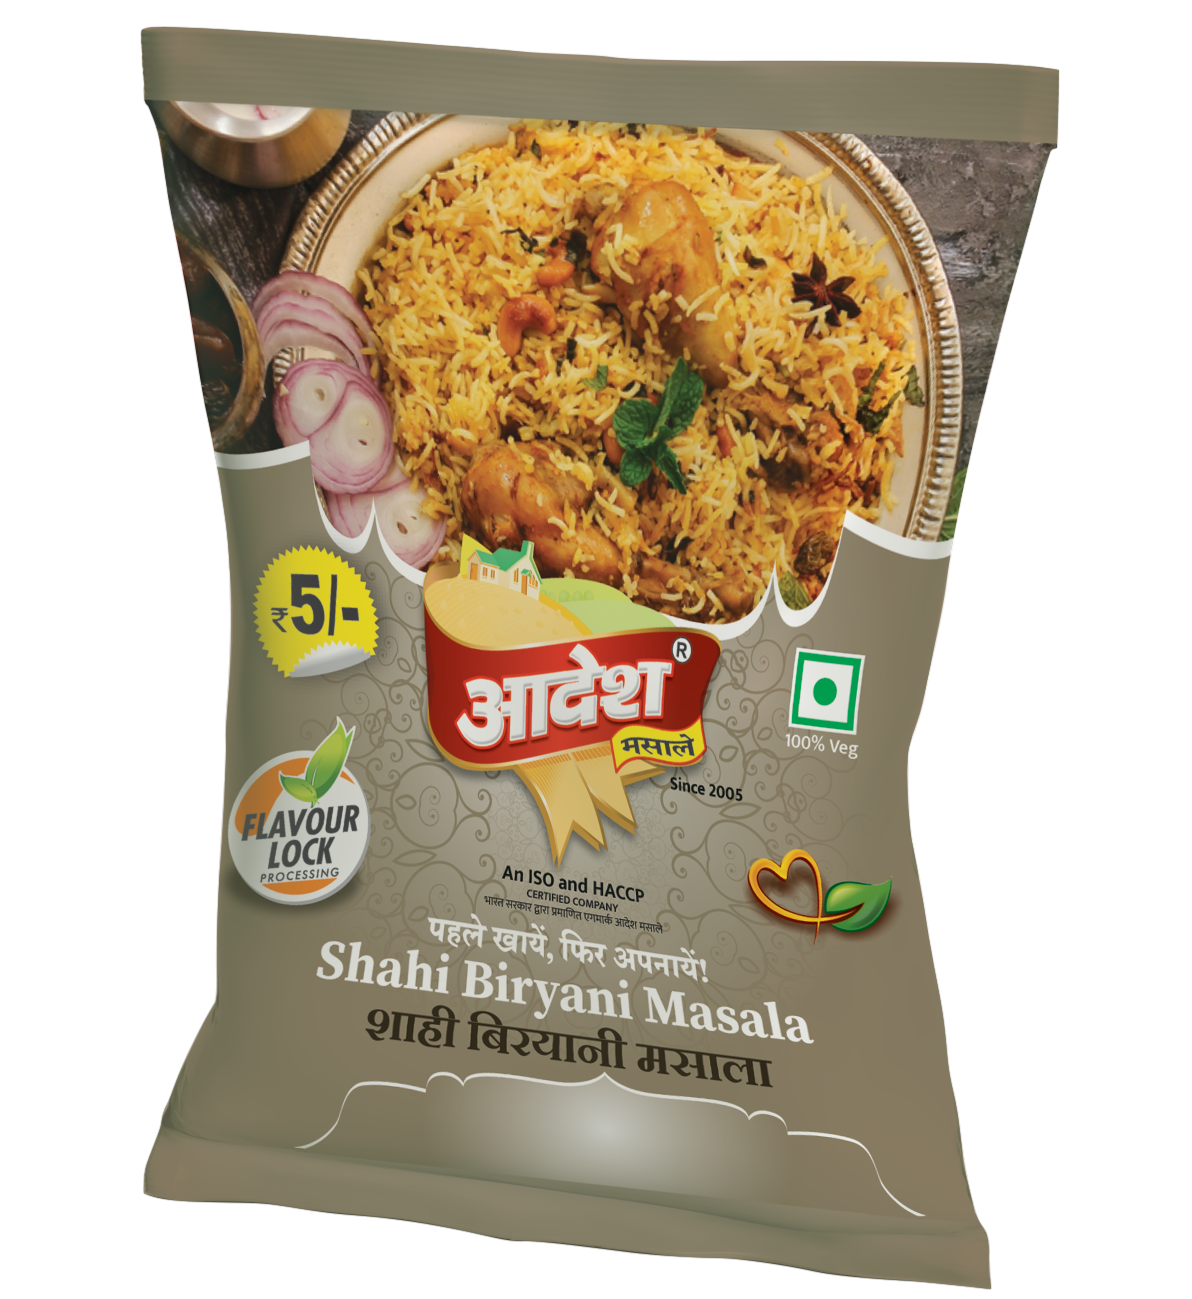 ₹5/-
आदेश®
मसाले
Since 2005
100% Veg
FLAVOUR
LOCK
PROCESSING
An ISO and HACCP
CERTIFIED COMPANY
भारत सरकार द्वारा प्रमाणित एगमार्क आदेश मसाले
पहले खायें, फिर अपनायें!
Shahi Biryani Masala
शाही बिरयानी मसाला